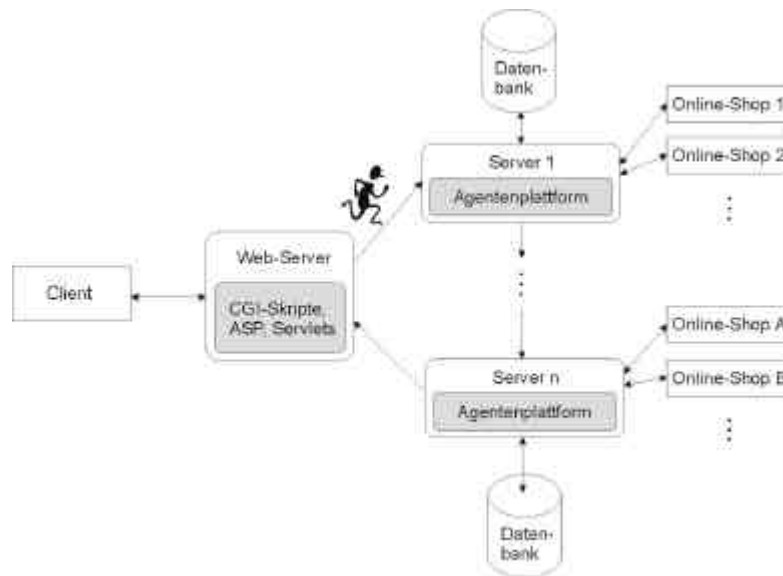 Daten-
bank
Online-Shop 1
Server 1
Online-Shop 2
Agentenplattform
Web-Server
Client
CGI-Skripte,
ASP, Servlets
Online-Shop A
Server n
Online-Shop B
Agentenplattform
Daten-
bank